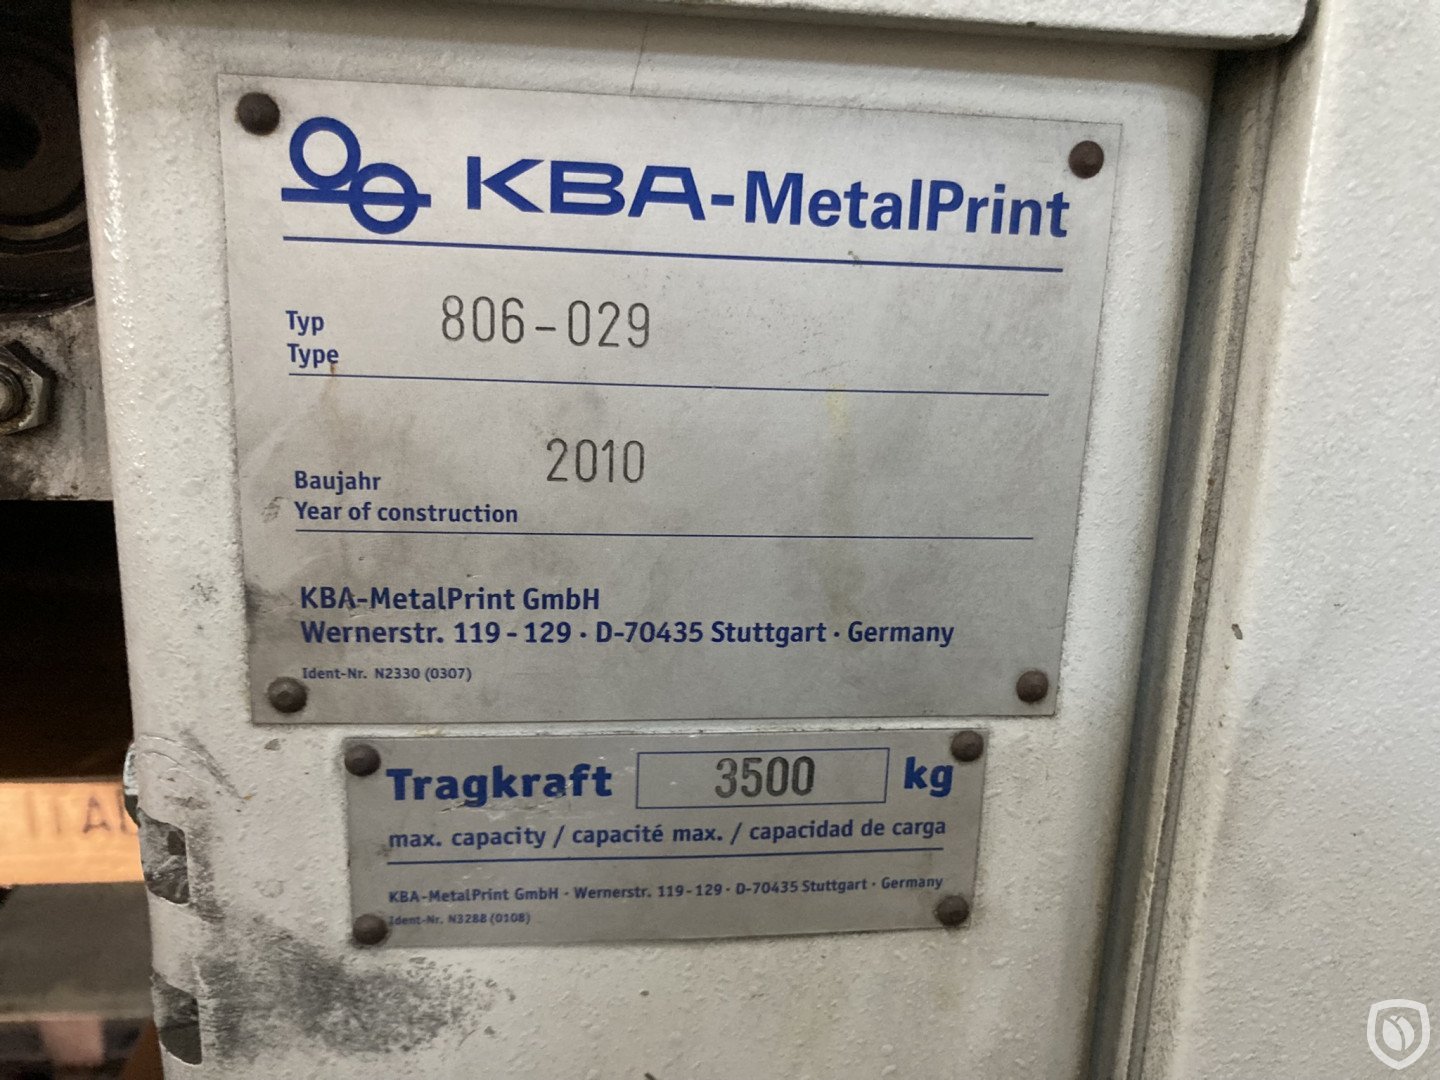 KBA-MetalPrint
Typ 806-029
Type
2010
Baujahr
Year of construction
KBA-MetalPrint GmbH
Wernerstr. 119-129 · D-70435 Stuttgart · Germany
Ident-Nr. N2330 (0307)
Tragkraft 3500 kg
max. capacity / capacité max. / capacidad de carga
KBA-MetalPrint GmbH · Wernerstr. 119-129 · D-70435 Stuttgart · Germany
Ident-Nr. N3288 (0108)